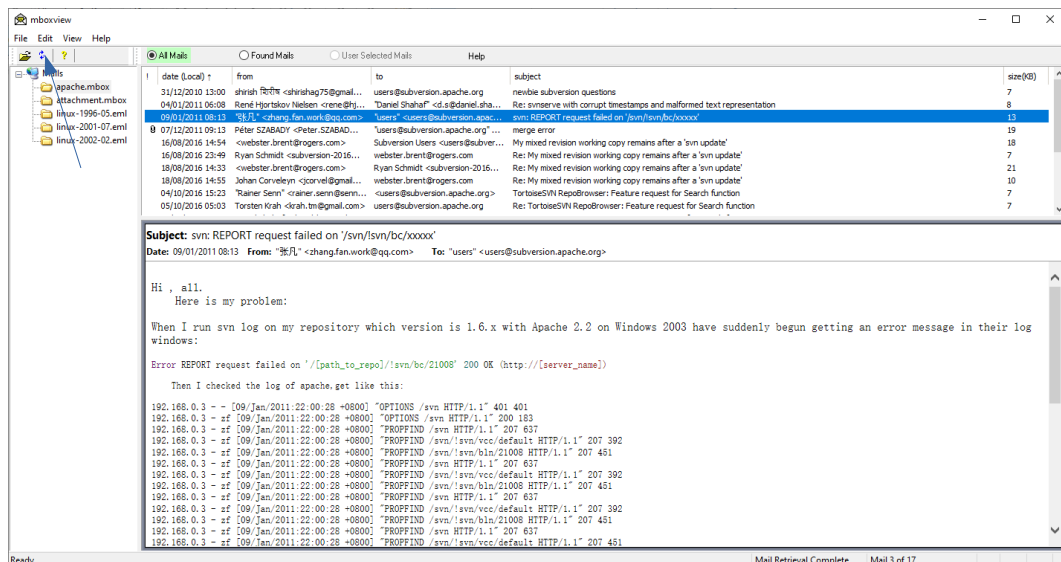 mboxview
File Edit View Help
All Mails Found Mails User Selected Mails Help
Mails
apache.mbox
attachment.mbox
linux-1996-05.eml
linux-2001-07.eml
linux-2002-02.eml
! date (Local) ↑ from to subject size(KB)
31/12/2010 13:00 shirish शिरीष <shirishag75@gmail... users@subversion.apache.org newbie subversion questions 7
04/01/2011 06:08 René Hjortskov Nielsen <rene@hj... "Daniel Shahaf" <d.s@daniel.sha... Re: svnserve with corrupt timestamps and malformed text representation 8
09/01/2011 08:13 "张凡" <zhang.fan.work@qq.com> "users" <users@subversion.apac... svn: REPORT request failed on '/svn/!svn/bc/xxxxx' 13
07/12/2011 09:13 Péter SZABADY <Peter.SZABAD... "users@subversion.apache.org" ... merge error 19
16/08/2016 14:54 <webster.brent@rogers.com> Subversion Users <users@subver... My mixed revision working copy remains after a 'svn update' 18
16/08/2016 23:49 Ryan Schmidt <subversion-2016... webster.brent@rogers.com Re: My mixed revision working copy remains after a 'svn update' 7
18/08/2016 14:33 <webster.brent@rogers.com> Ryan Schmidt <subversion-2016... Re: My mixed revision working copy remains after a 'svn update' 21
18/08/2016 14:55 Johan Corveleyn <jcorvel@gmail... webster.brent@rogers.com Re: My mixed revision working copy remains after a 'svn update' 10
04/10/2016 15:23 "Rainer Senn" <rainer.senn@senn... <users@subversion.apache.org> TortoiseSVN RepoBrowser: Feature request for Search function 7
05/10/2016 05:03 Torsten Krah <krah.tm@gmail.com> users@subversion.apache.org Re: TortoiseSVN RepoBrowser: Feature request for Search function 7
Subject: svn: REPORT request failed on '/svn/!svn/bc/xxxxx'
Date: 09/01/2011 08:13 From: "张凡" <zhang.fan.work@qq.com> To: "users" <users@subversion.apache.org>
Hi , all.
Here is my problem:
When I run svn log on my repository which version is 1.6.x with Apache 2.2 on Windows 2003 have suddenly begun getting an error message in their log
windows:
Error REPORT request failed on '/[path_to_repo]/!svn/bc/21008' 200 OK (http://[server_name])
Then I checked the log of apache,get like this:
192.168.0.3 - - [09/Jan/2011:22:00:28 +0800] "OPTIONS /svn HTTP/1.1" 401 401
192.168.0.3 - zf [09/Jan/2011:22:00:28 +0800] "OPTIONS /svn HTTP/1.1" 200 183
192.168.0.3 - zf [09/Jan/2011:22:00:28 +0800] "PROPFIND /svn HTTP/1.1" 207 637
192.168.0.3 - zf [09/Jan/2011:22:00:28 +0800] "PROPFIND /svn/!svn/vcc/default HTTP/1.1" 207 392
192.168.0.3 - zf [09/Jan/2011:22:00:28 +0800] "PROPFIND /svn/!svn/bln/21008 HTTP/1.1" 207 451
192.168.0.3 - zf [09/Jan/2011:22:00:28 +0800] "PROPFIND /svn HTTP/1.1" 207 637
192.168.0.3 - zf [09/Jan/2011:22:00:28 +0800] "PROPFIND /svn/!svn/vcc/default HTTP/1.1" 207 392
192.168.0.3 - zf [09/Jan/2011:22:00:28 +0800] "PROPFIND /svn/!svn/bln/21008 HTTP/1.1" 207 451
192.168.0.3 - zf [09/Jan/2011:22:00:28 +0800] "PROPFIND /svn HTTP/1.1" 207 637
192.168.0.3 - zf [09/Jan/2011:22:00:28 +0800] "PROPFIND /svn/!svn/vcc/default HTTP/1.1" 207 392
192.168.0.3 - zf [09/Jan/2011:22:00:28 +0800] "PROPFIND /svn/!svn/bln/21008 HTTP/1.1" 207 451
192.168.0.3 - zf [09/Jan/2011:22:00:28 +0800] "PROPFIND /svn HTTP/1.1" 207 637
192.168.0.3 - zf [09/Jan/2011:22:00:28 +0800] "PROPFIND /svn/!svn/vcc/default HTTP/1.1" 207 451
Ready Mail Retrieval Complete Mail 3 of 17